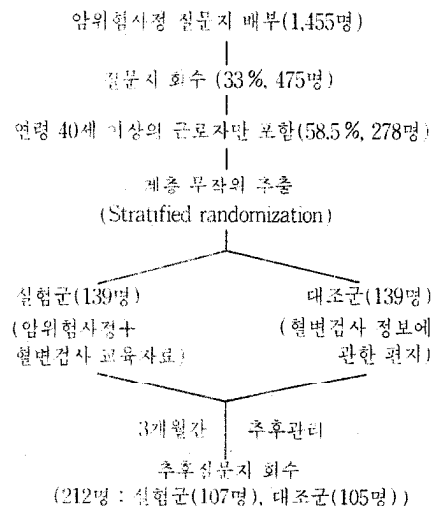 암위험사정 질문지 배부(1,455명)
질문지 회수 (33%, 475명)
연령 40세 이상의 근로자만 포함(58.5%, 278명)
계층 무작위 추출
(Stratified randomization)
실험군(139명)
(암위험사정+
혈변검사 교육자료)
대조군(139명)
(혈변검사 정보에
관한 편지)
3개월간 추후관리
추후질문지 회수
(212명 : 실험군(107명), 대조군(105명))